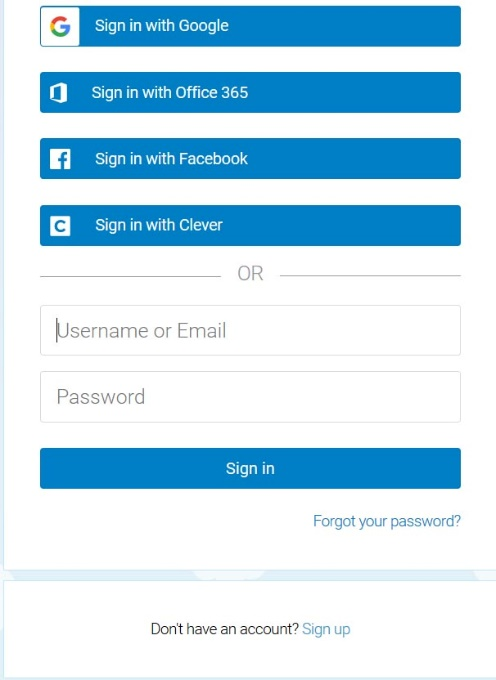 Sign in with Google
Sign in with Office 365
Sign in with Facebook
C Sign in with Clever
OR
Username or Email
Password
Sign in
Forgot your password?
Don't have an account? Sign up